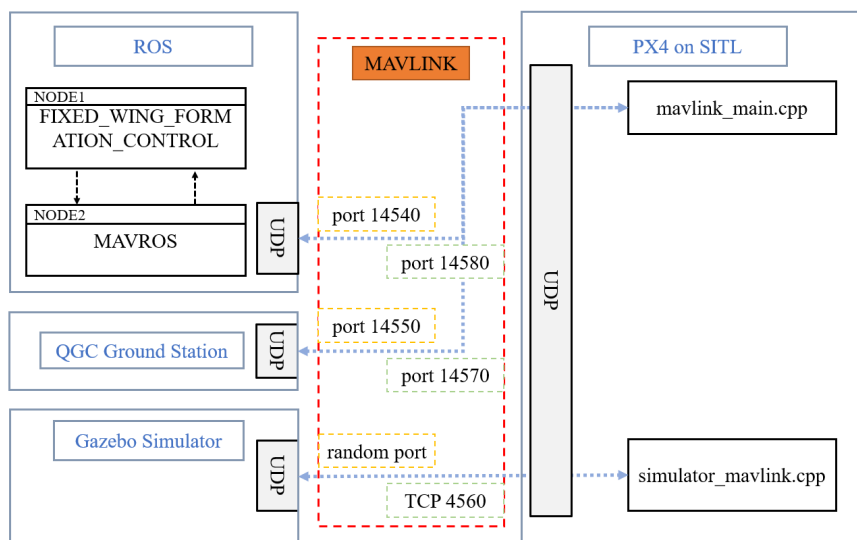 ROS
NODE1
FIXED_WING_FORM
ATION_CONTROL
NODE2
MAVROS
UDP
QGC Ground Station
UDP
Gazebo Simulator
UDP
MAVLINK
port 14540
port 14580
port 14550
port 14570
random port
TCP 4560
PX4 on SITL
UDP
mavlink_main.cpp
simulator_mavlink.cpp